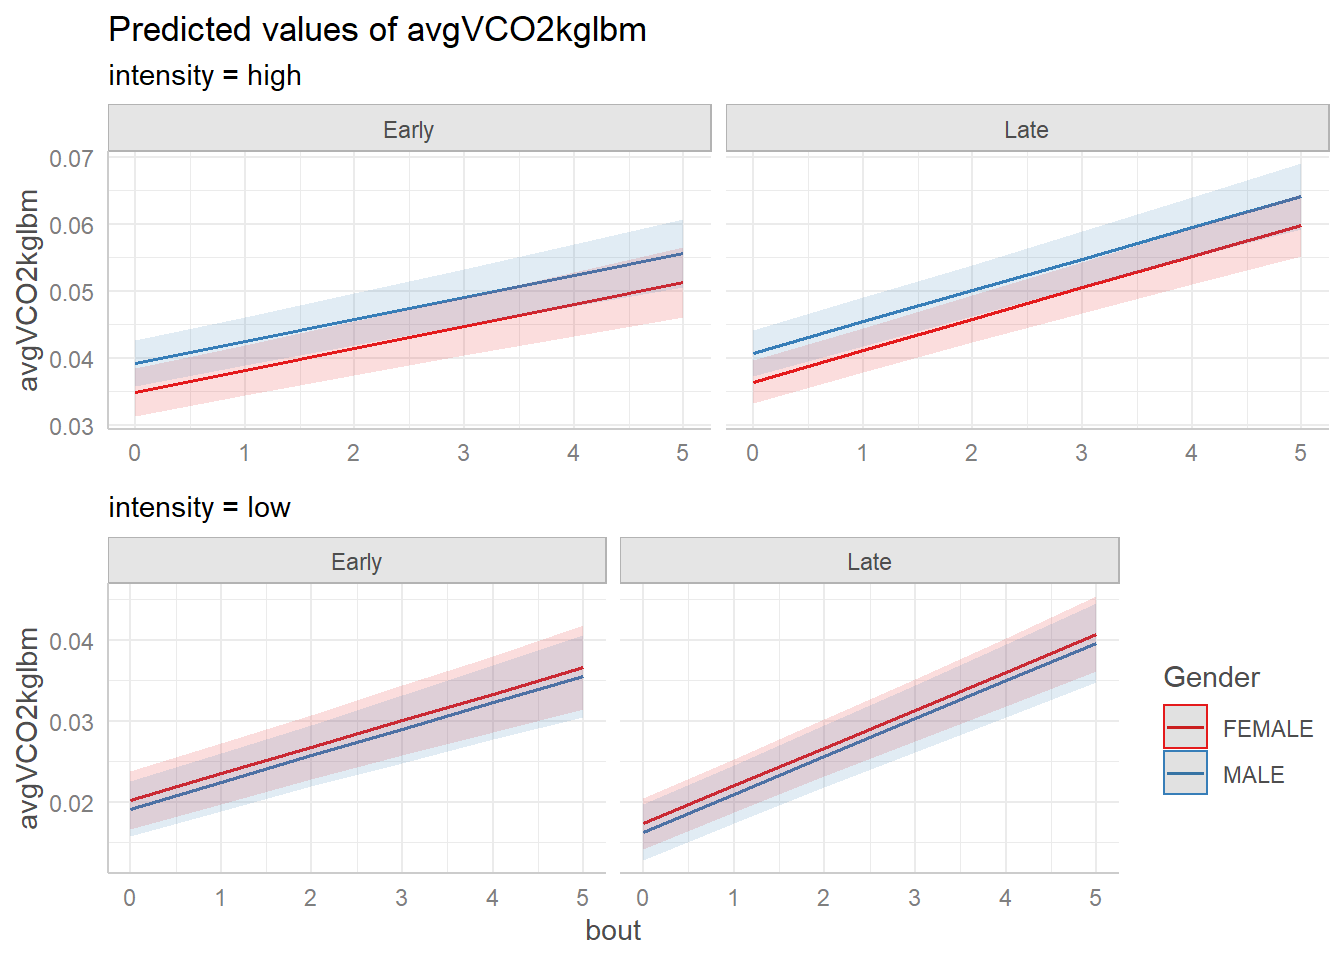 Predicted values of avgVCO2kglbm
intensity = high
Early Late
avgVCO2kglbm
0.07
0.06
0.05
0.04
0.03
0 1 2 3 4 5 0 1 2 3 4 5
intensity = low
Early Late
avgVCO2kglbm
0.04
0.03
0.02
0 1 2 3 4 5 0 1 2 3 4 5
bout
Gender
FEMALE
MALE